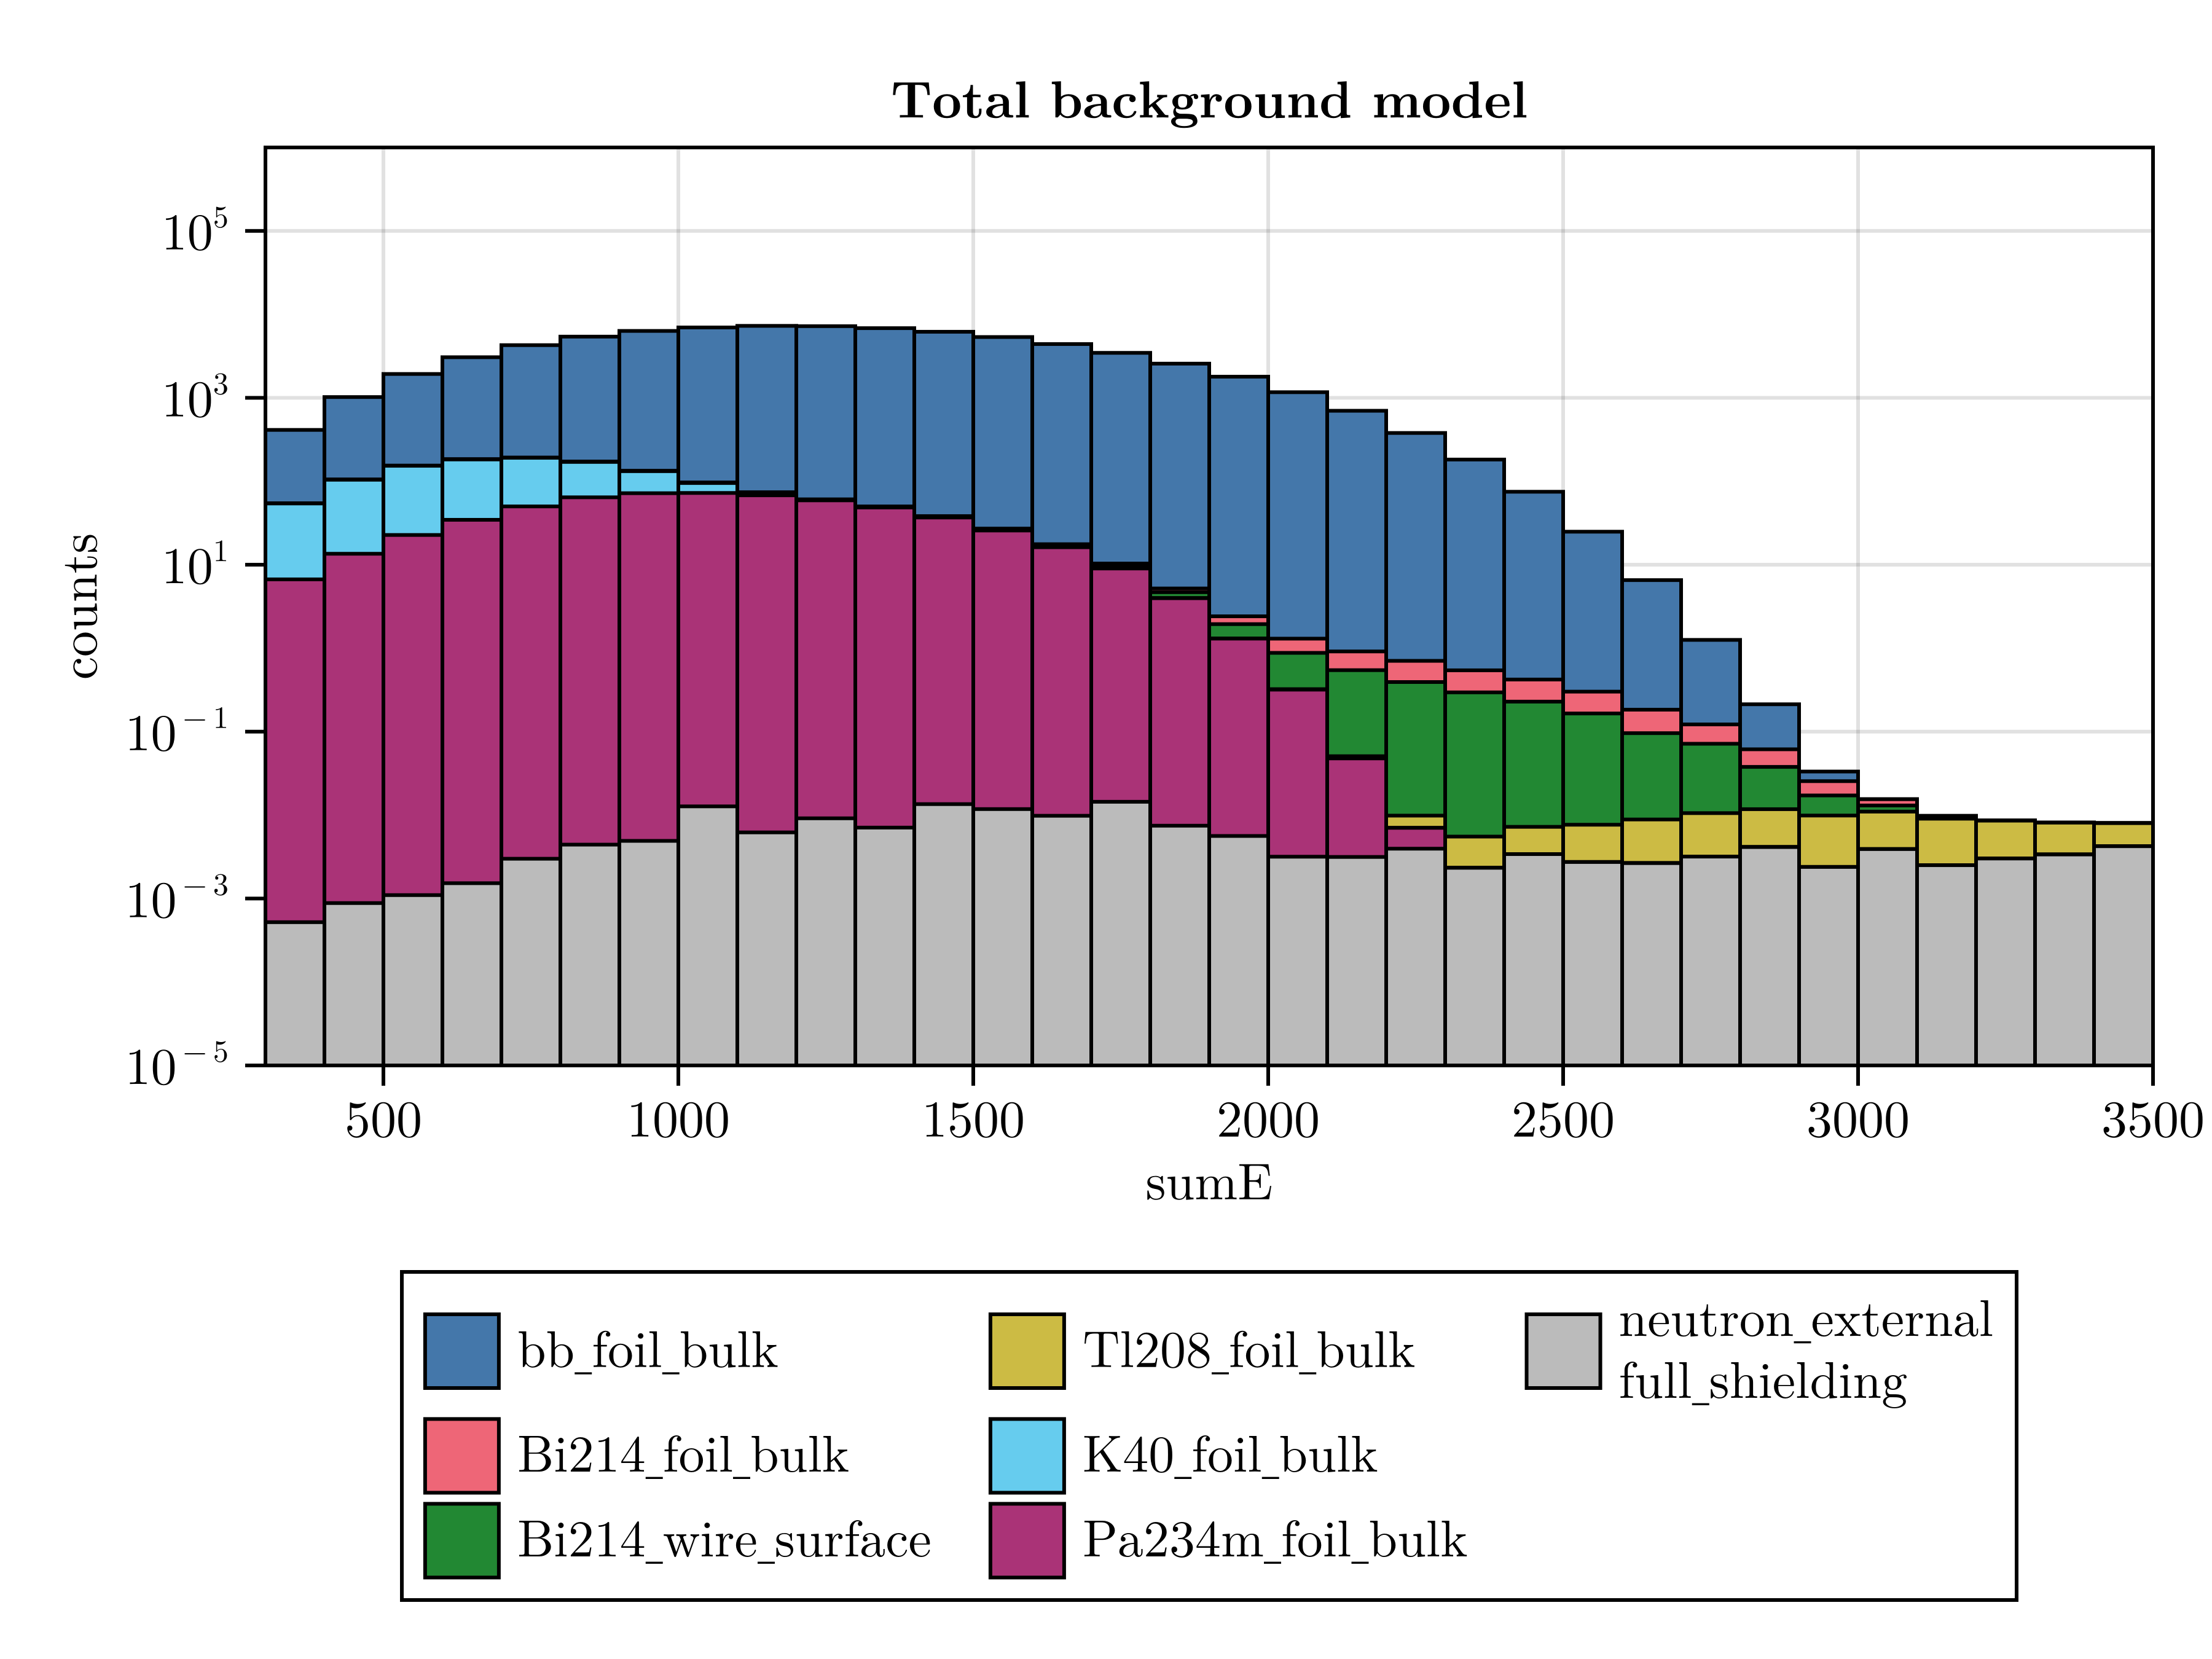 Total background model
counts
10^5
10^3
10^1
10^−1
10^−3
10^−5
500 1000 1500 2000 2500 3000 3500
sumE
bb_foil_bulk
Bi214_foil_bulk
Bi214_wire_surface
Tl208_foil_bulk
K40_foil_bulk
Pa234m_foil_bulk
neutron_external
full_shielding